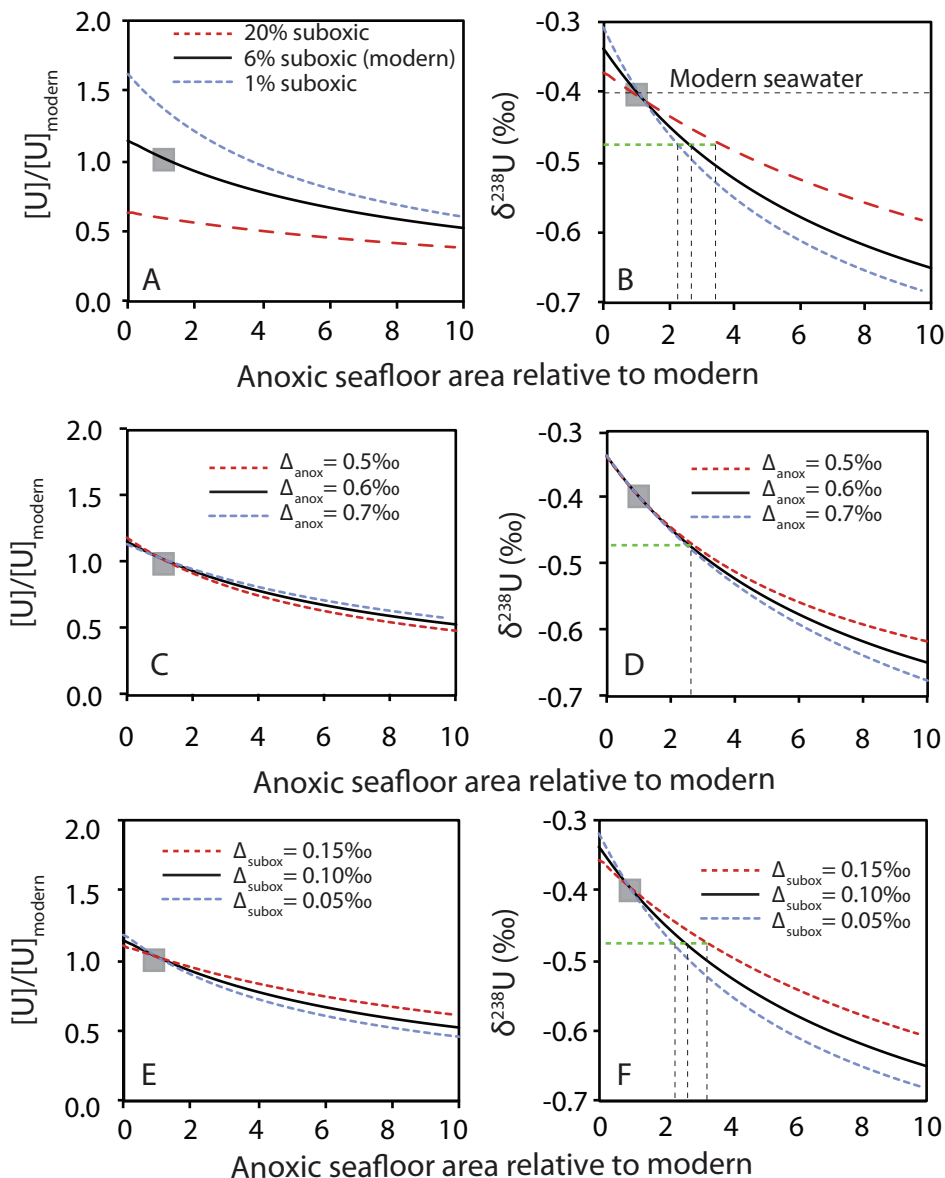 2.0
1.5
1.0
0.5
0.0
[U]/[U]modern
20% suboxic
6% suboxic (modern)
1% suboxic
A
0 2 4 6 8 10
-0.3
-0.4
-0.5
-0.6
-0.7
δ²³⁸U (‰)
Modern seawater
B
0 2 4 6 8 10
Anoxic seafloor area relative to modern
2.0
1.5
1.0
0.5
0.0
[U]/[U]modern
Δanox= 0.5‰
Δanox= 0.6‰
Δanox= 0.7‰
C
0 2 4 6 8 10
-0.3
-0.4
-0.5
-0.6
-0.7
δ²³⁸U (‰)
Δanox= 0.5‰
Δanox= 0.6‰
Δanox= 0.7‰
D
0 2 4 6 8 10
Anoxic seafloor area relative to modern
2.0
1.5
1.0
0.5
0.0
[U]/[U]modern
Δsubox= 0.15‰
Δsubox= 0.10‰
Δsubox= 0.05‰
E
0 2 4 6 8 10
-0.3
-0.4
-0.5
-0.6
-0.7
δ²³⁸U (‰)
Δsubox= 0.15‰
Δsubox= 0.10‰
Δsubox= 0.05‰
F
0 2 4 6 8 10
Anoxic seafloor area relative to modern